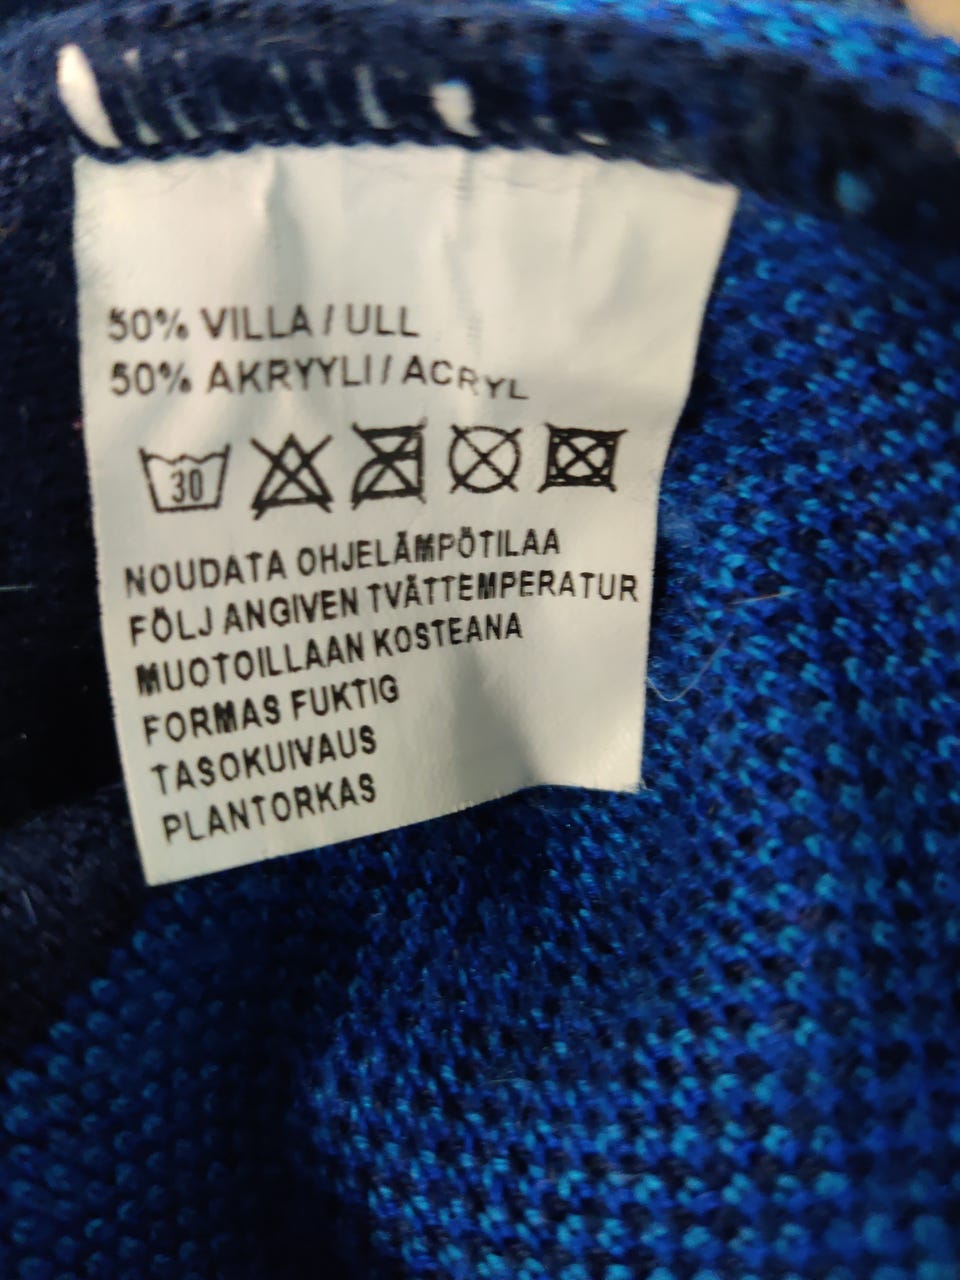 50% VILLA / ULL
50% AKRYYLI / ACRYL
30
NOUDATA OHJELÄMPÖTILAA
FÖLJ ANGIVEN TVÄTTEMPERATUR
MUOTOILLAAN KOSTEANA
FORMAS FUKTIG
TASOKUIVAUS
PLANTORKAS